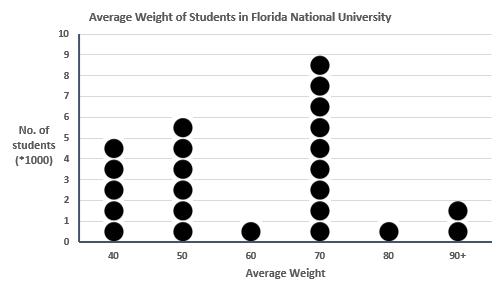 Average Weight of Students in Florida National University
10
9
8
7
6
5
4
3
2
1
0
No. of
students
(*1000)
40 50 60 70 80 90+
Average Weight